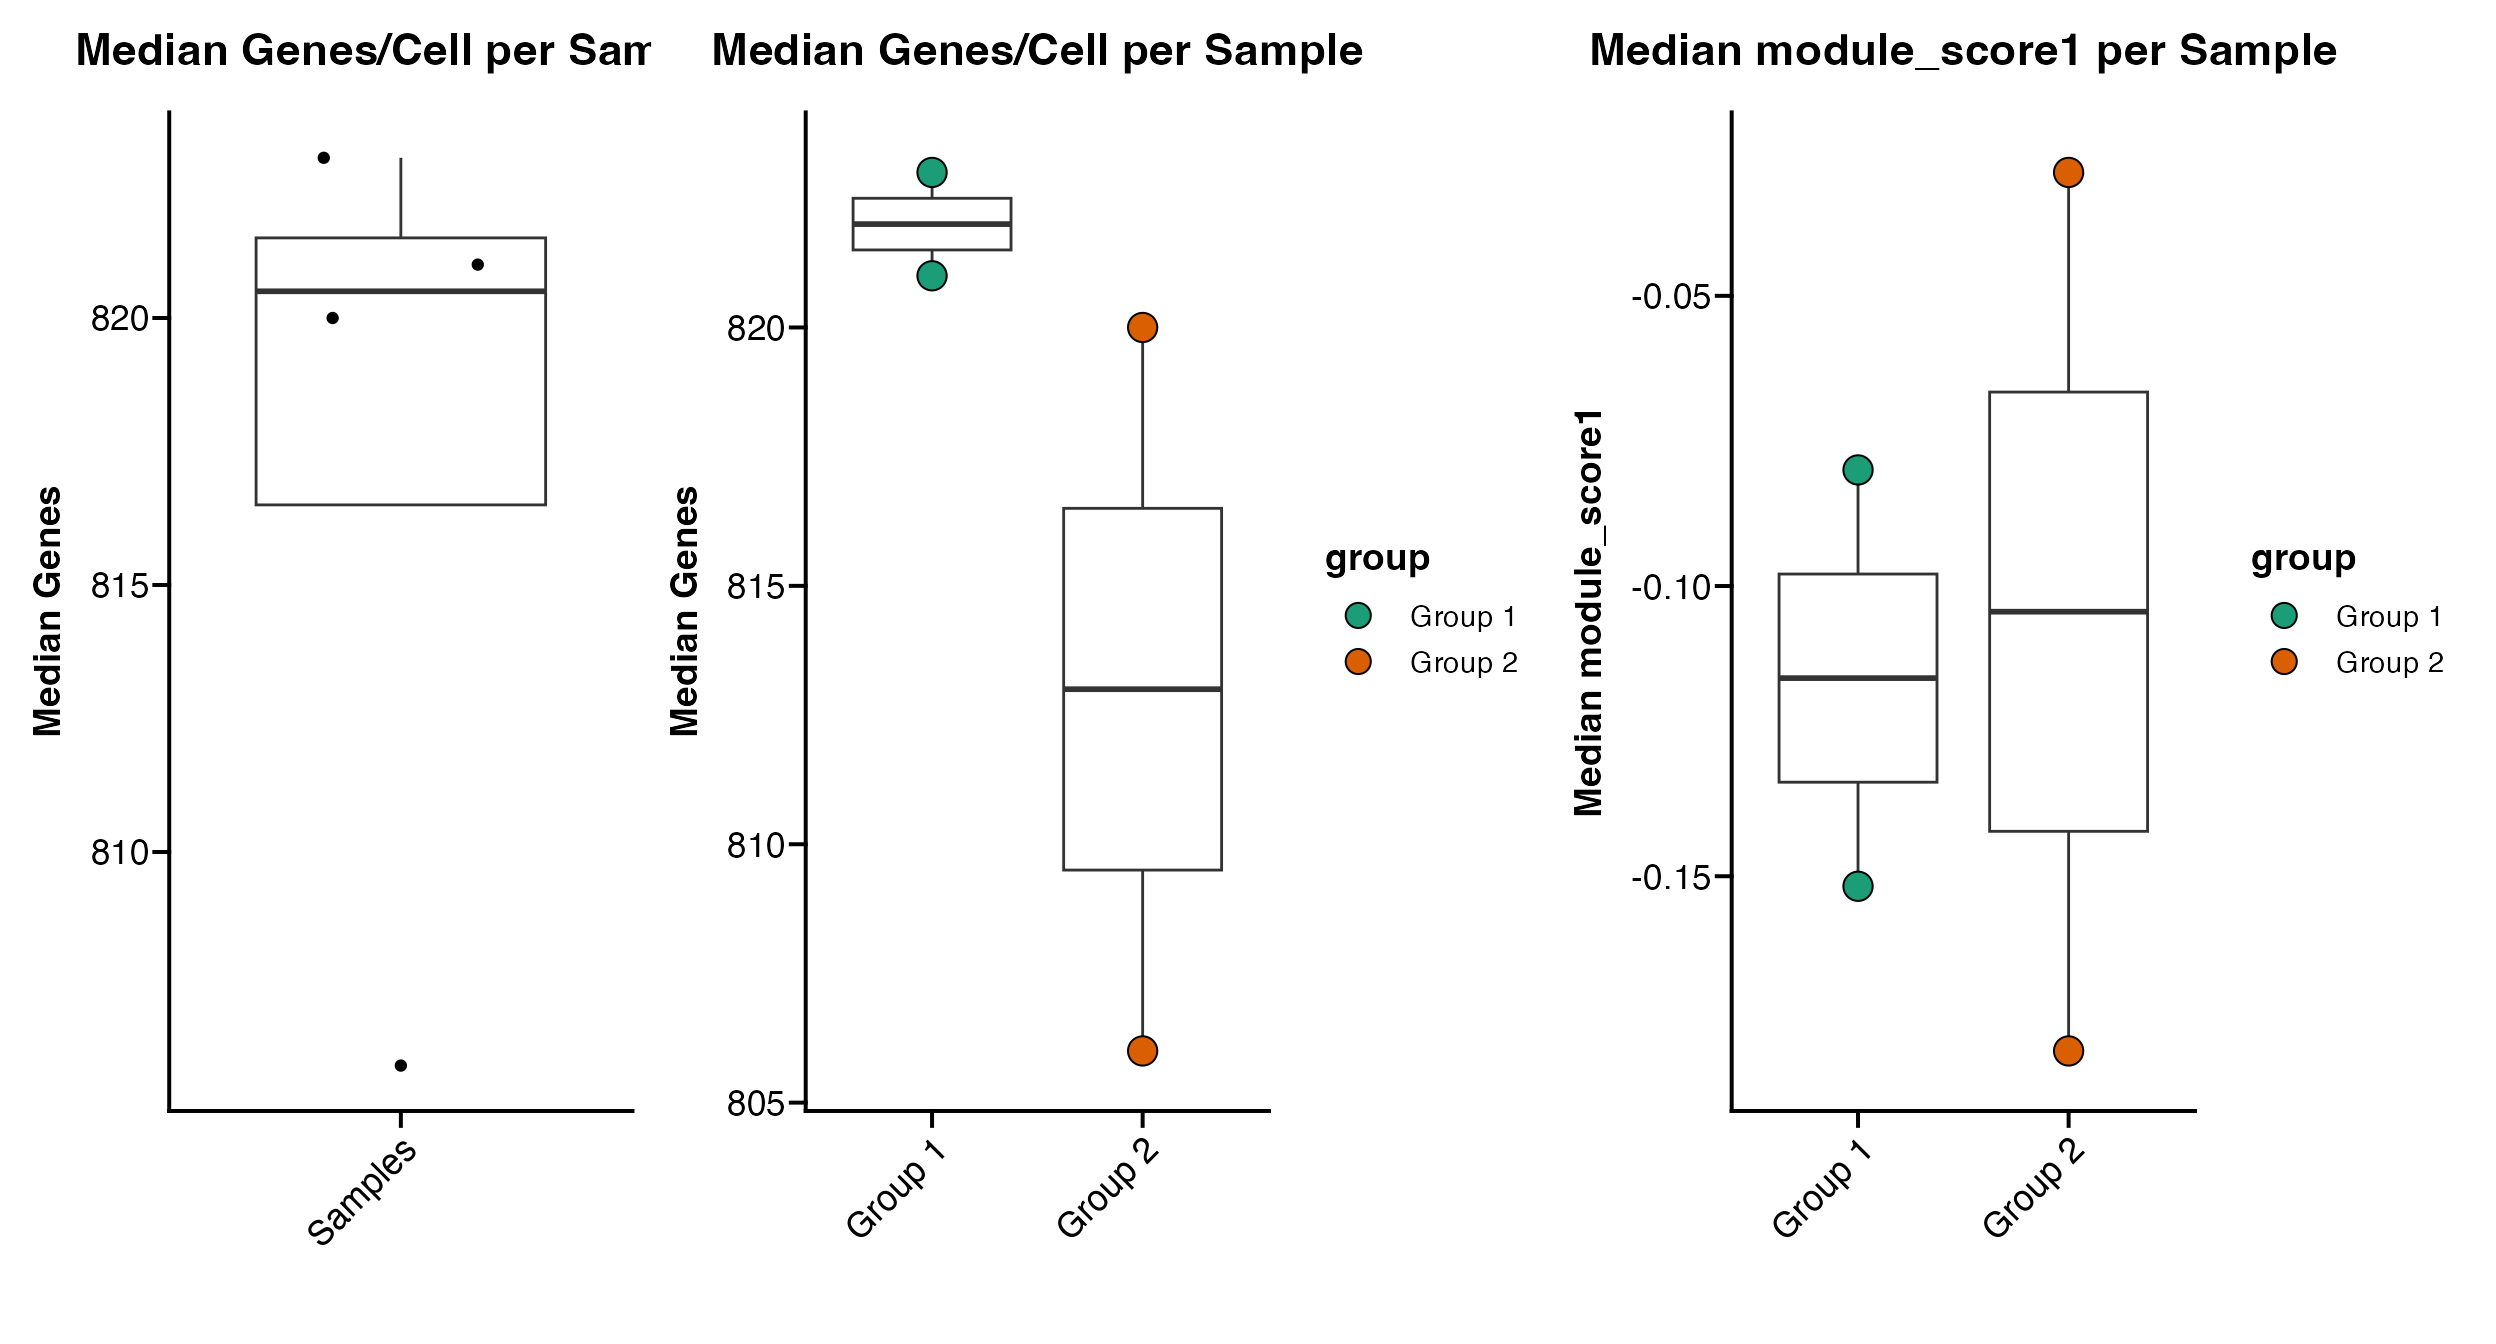 Median Genes/Cell per Sam
Median Genes
820
815
810
Samples
Median Genes/Cell per Sample
Median Genes
820
815
810
805
Group 1
Group 2
group
Group 1
Group 2
Median module_score1 per Sample
Median module_score1
-0.05
-0.10
-0.15
Group 1
Group 2
group
Group 1
Group 2